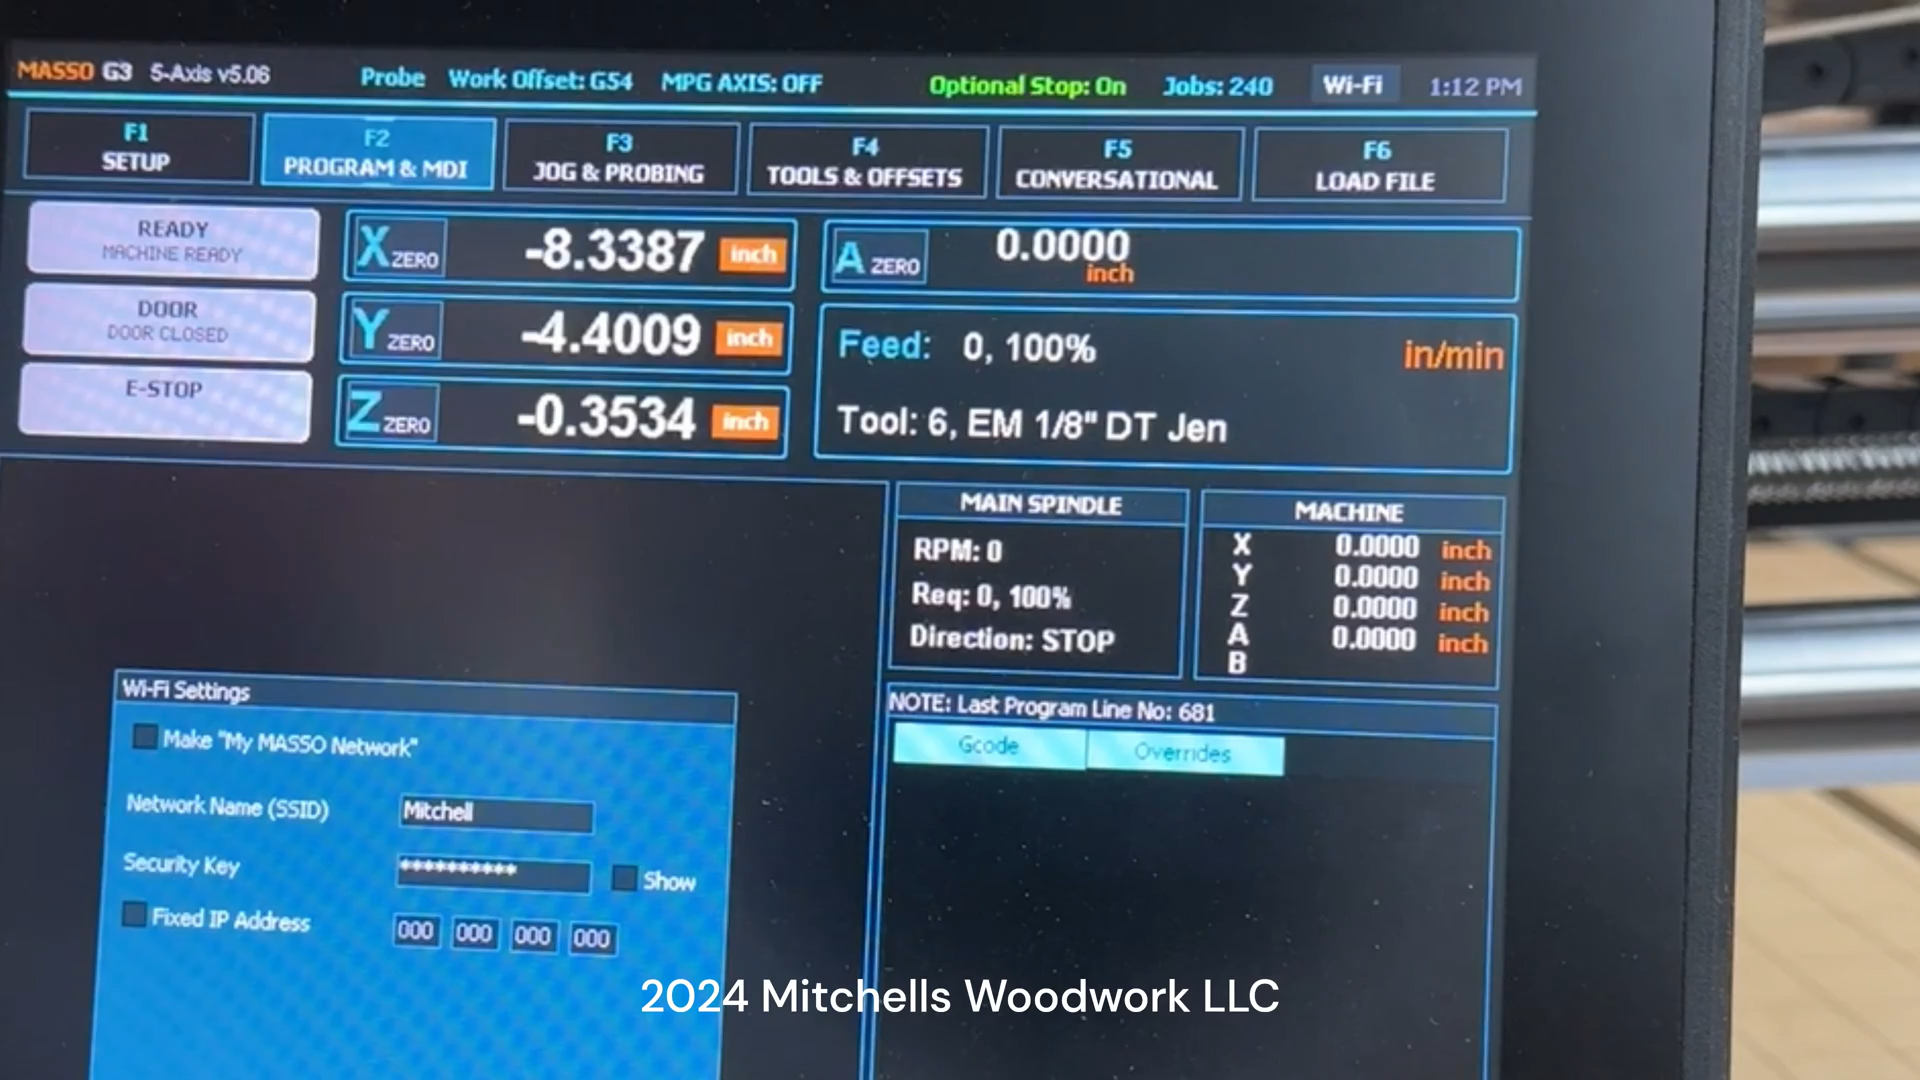 MASSO G3 5-Axis v5.06 Probe Work Offset: G54 MPG AXIS: OFF Optional Stop: On Jobs: 240 Wi-Fi 1:12 PM
F1 F2 F3 F4 F5 F6
SETUP PROGRAM & MDI JOG & PROBING TOOLS & OFFSETS CONVERSATIONAL LOAD FILE
READY
MACHINE READY
DOOR
DOOR CLOSED
E-STOP
X ZERO -8.3387 inch
Y ZERO -4.4009 inch
Z ZERO -0.3534 inch
A ZERO 0.0000 inch
Feed: 0, 100% in/min
Tool: 6, EM 1/8" DT Jen
MAIN SPINDLE
RPM: 0
Req: 0, 100%
Direction: STOP
MACHINE
X 0.0000 inch
Y 0.0000 inch
Z 0.0000 inch
A 0.0000 inch
B
NOTE: Last Program Line No: 681
Gcode Overrides
Wi-Fi Settings
Make "My MASSO Network"
Network Name (SSID) Mitchell
Security Key ********** Show
Fixed IP Address 000 000 000 000
2024 Mitchells Woodwork LLC